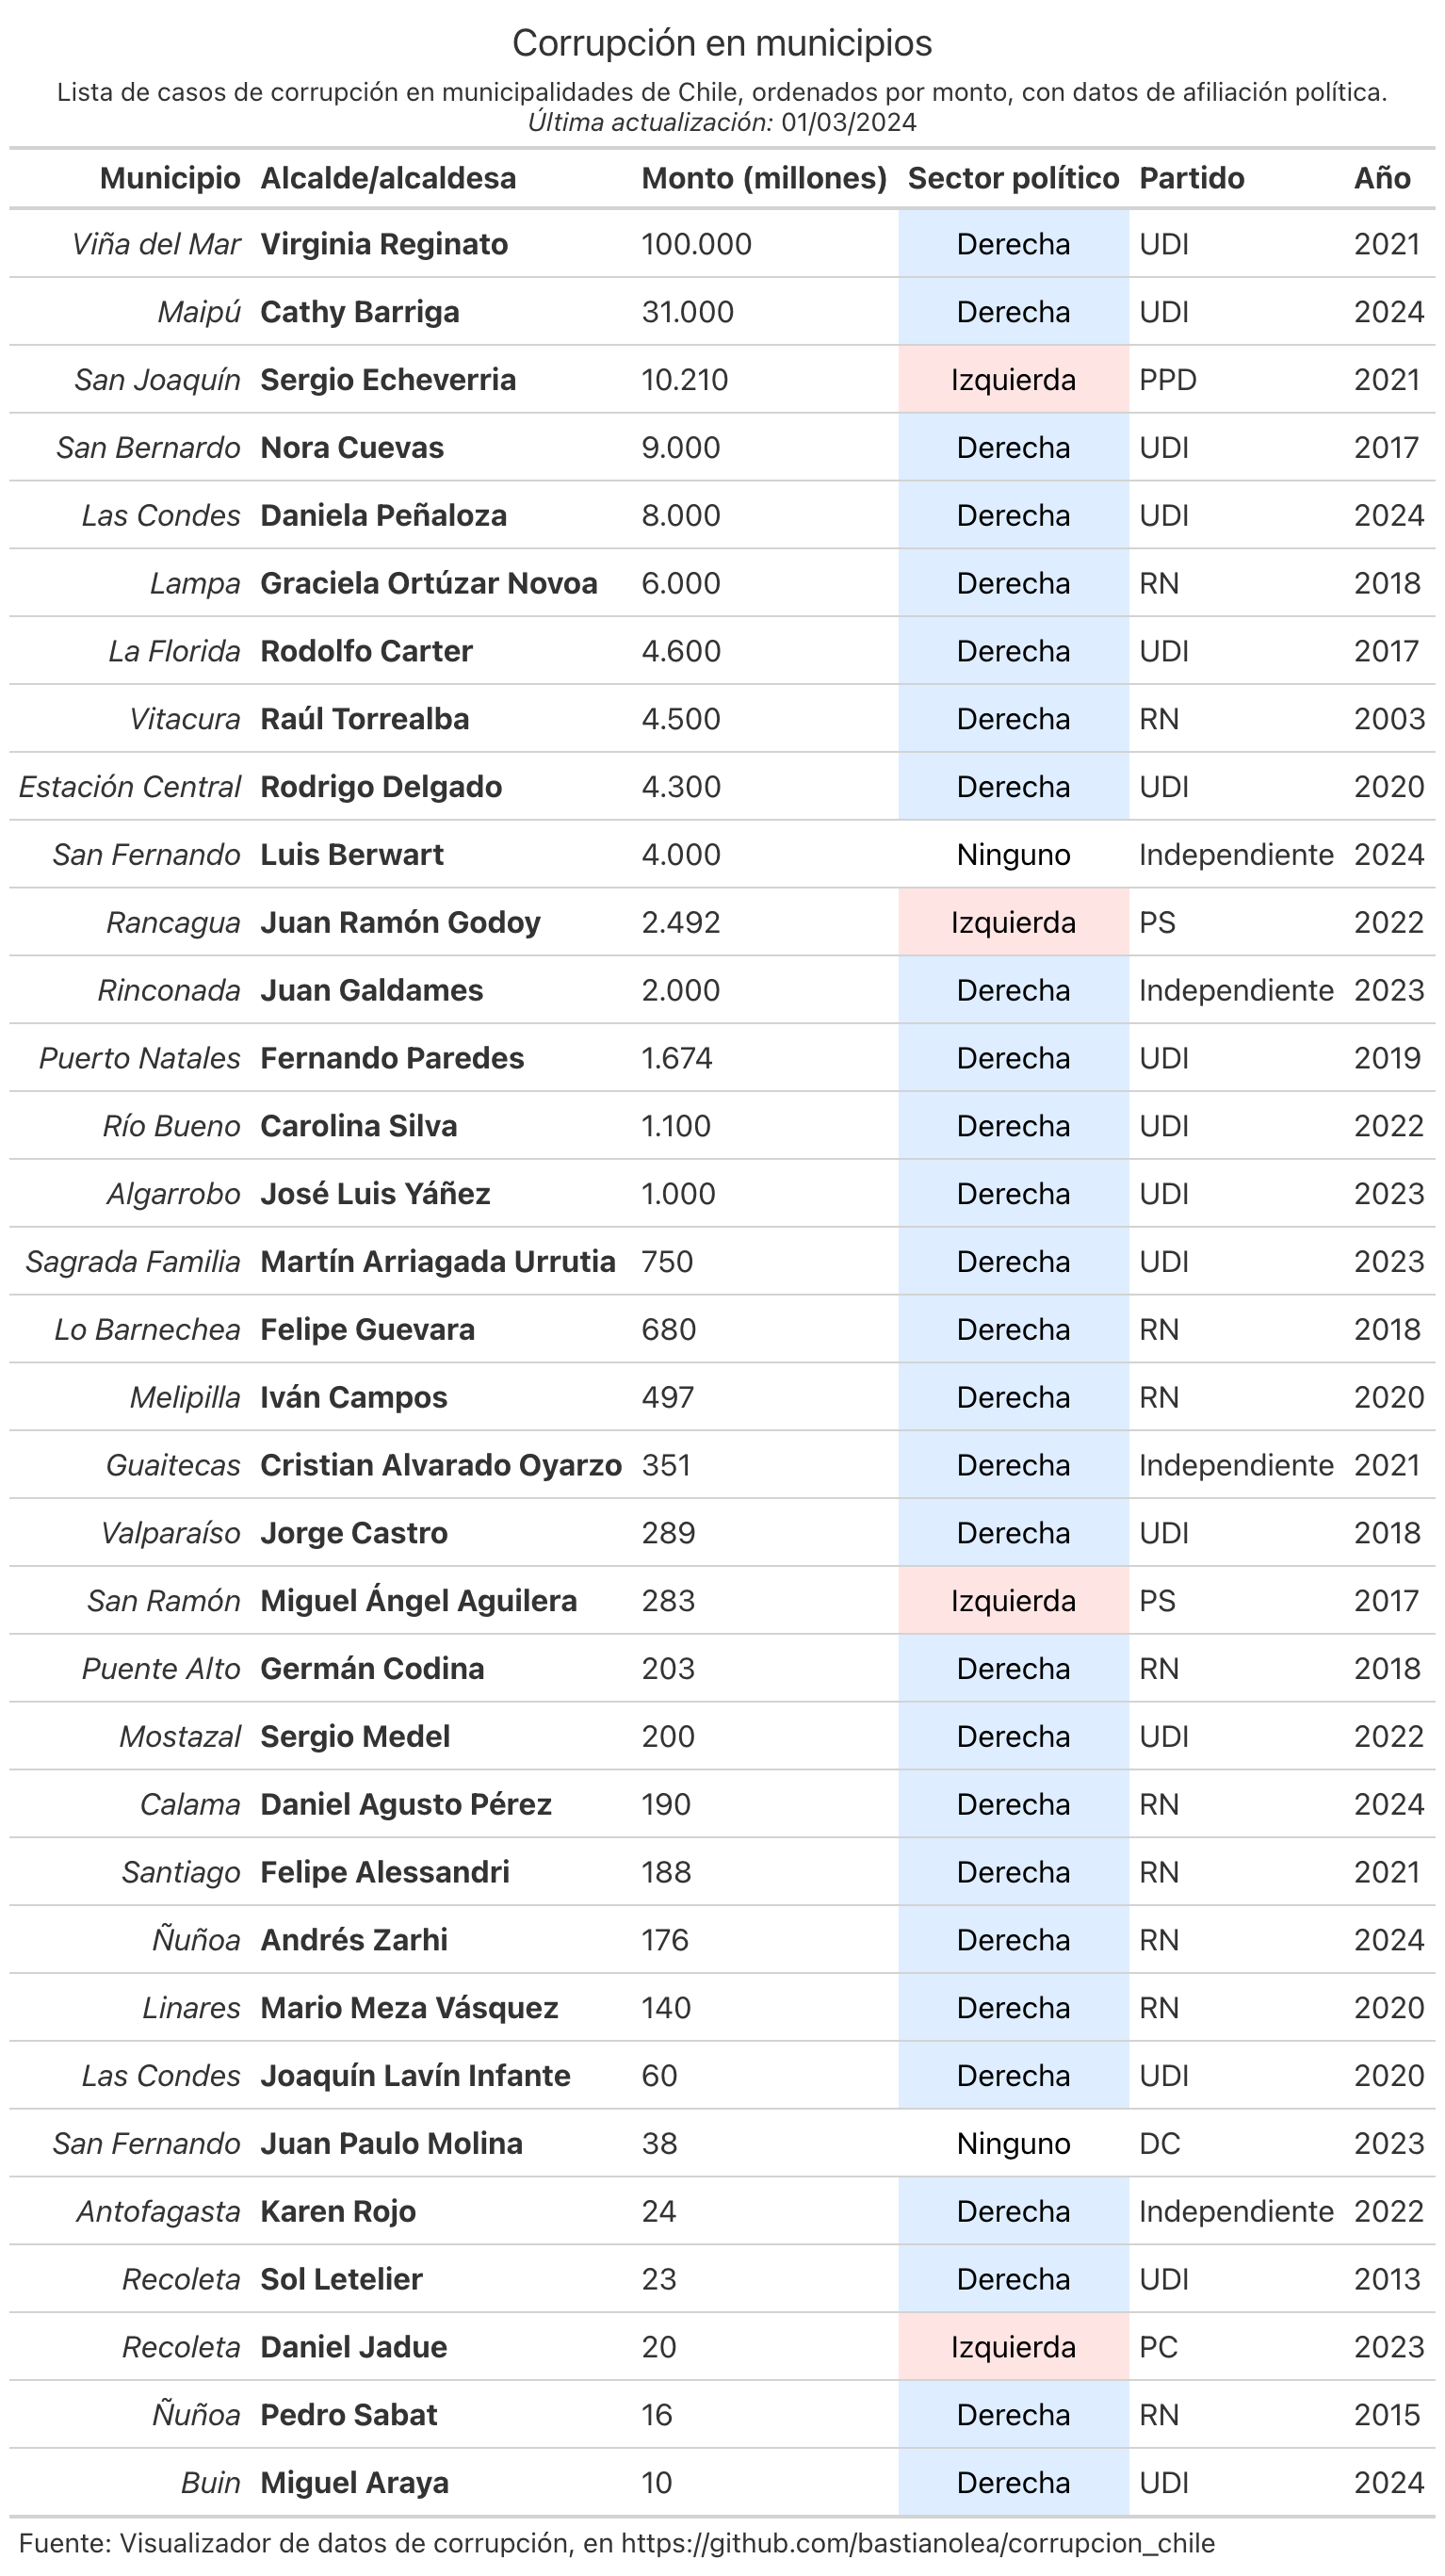 Corrupción en municipios
Lista de casos de corrupción en municipalidades de Chile, ordenados por monto, con datos de afiliación política.
Última actualización: 01/03/2024
Municipio Alcalde/alcaldesa Monto (millones) Sector político Partido Año
Viña del Mar Virginia Reginato 100.000 Derecha UDI 2021
Maipú Cathy Barriga 31.000 Derecha UDI 2024
San Joaquín Sergio Echeverria 10.210 Izquierda PPD 2021
San Bernardo Nora Cuevas 9.000 Derecha UDI 2017
Las Condes Daniela Peñaloza 8.000 Derecha UDI 2024
Lampa Graciela Ortúzar Novoa 6.000 Derecha RN 2018
La Florida Rodolfo Carter 4.600 Derecha UDI 2017
Vitacura Raúl Torrealba 4.500 Derecha RN 2003
Estación Central Rodrigo Delgado 4.300 Derecha UDI 2020
San Fernando Luis Berwart 4.000 Ninguno Independiente 2024
Rancagua Juan Ramón Godoy 2.492 Izquierda PS 2022
Rinconada Juan Galdames 2.000 Derecha Independiente 2023
Puerto Natales Fernando Paredes 1.674 Derecha UDI 2019
Río Bueno Carolina Silva 1.100 Derecha UDI 2022
Algarrobo José Luis Yáñez 1.000 Derecha UDI 2023
Sagrada Familia Martín Arriagada Urrutia 750 Derecha UDI 2023
Lo Barnechea Felipe Guevara 680 Derecha RN 2018
Melipilla Iván Campos 497 Derecha RN 2020
Guaitecas Cristian Alvarado Oyarzo 351 Derecha Independiente 2021
Valparaíso Jorge Castro 289 Derecha UDI 2018
San Ramón Miguel Ángel Aguilera 283 Izquierda PS 2017
Puente Alto Germán Codina 203 Derecha RN 2018
Mostazal Sergio Medel 200 Derecha UDI 2022
Calama Daniel Agusto Pérez 190 Derecha RN 2024
Santiago Felipe Alessandri 188 Derecha RN 2021
Ñuñoa Andrés Zarhi 176 Derecha RN 2024
Linares Mario Meza Vásquez 140 Derecha RN 2020
Las Condes Joaquín Lavín Infante 60 Derecha UDI 2020
San Fernando Juan Paulo Molina 38 Ninguno DC 2023
Antofagasta Karen Rojo 24 Derecha Independiente 2022
Recoleta Sol Letelier 23 Derecha UDI 2013
Recoleta Daniel Jadue 20 Izquierda PC 2023
Ñuñoa Pedro Sabat 16 Derecha RN 2015
Buin Miguel Araya 10 Derecha UDI 2024
Fuente: Visualizador de datos de corrupción, en https://github.com/bastianolea/corrupcion_chile